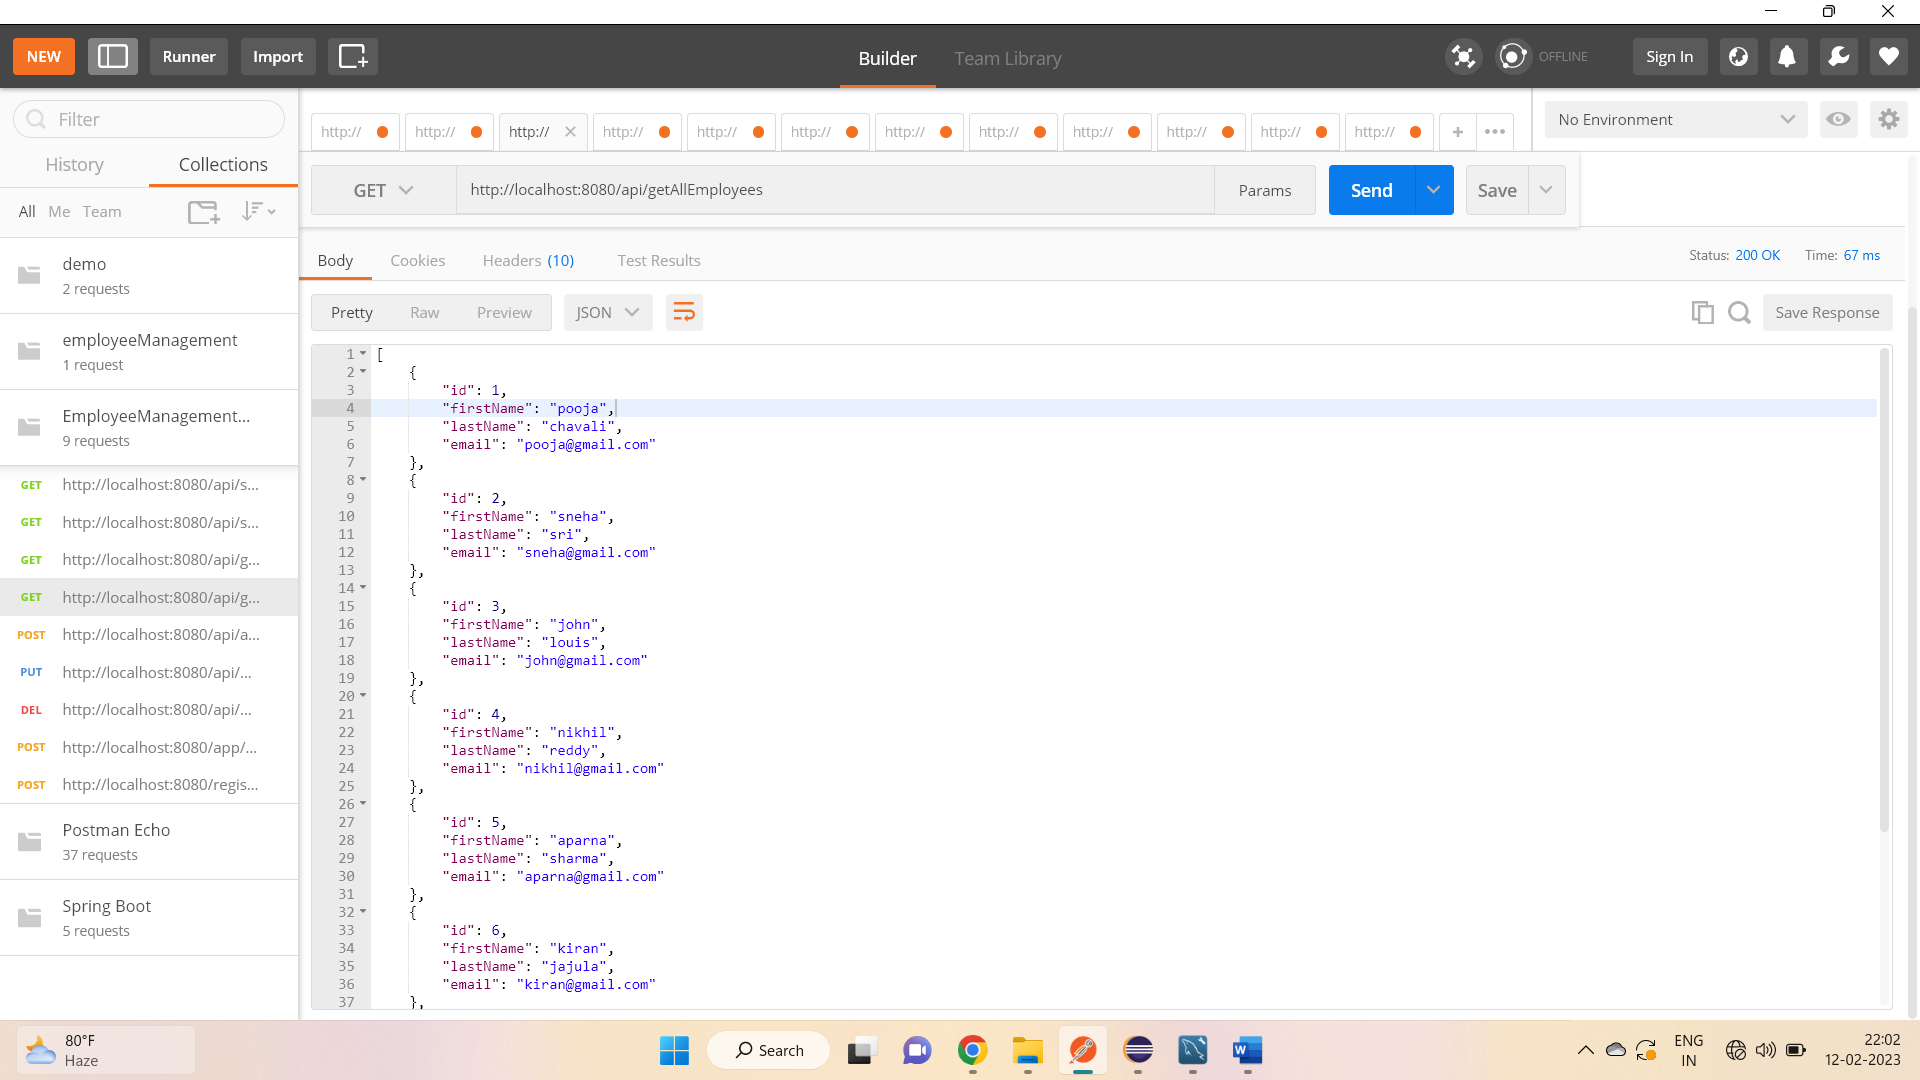 NEW
Runner
Import
Builder
Team Library
OFFLINE
Sign In
Filter
History
Collections
All Me Team
demo
2 requests
employeeManagement
1 request
EmployeeManagement...
9 requests
GET http://localhost:8080/api/s...
GET http://localhost:8080/api/s...
GET http://localhost:8080/api/g...
GET http://localhost:8080/api/g...
POST http://localhost:8080/api/a...
PUT http://localhost:8080/api/...
DEL http://localhost:8080/api/...
POST http://localhost:8080/app/...
POST http://localhost:8080/regis...
Postman Echo
37 requests
Spring Boot
5 requests
http:// http:// http:// http:// http:// http:// http:// http:// http:// http:// http:// http://
No Environment
GET http://localhost:8080/api/getAllEmployees Params Send Save
Body Cookies Headers (10) Test Results
Status: 200 OK Time: 67 ms
Pretty Raw Preview JSON Save Response
1 [
2 {
3 "id": 1,
4 "firstName": "pooja",
5 "lastName": "chavali",
6 "email": "pooja@gmail.com"
7 },
8 {
9 "id": 2,
10 "firstName": "sneha",
11 "lastName": "sri",
12 "email": "sneha@gmail.com"
13 },
14 {
15 "id": 3,
16 "firstName": "john",
17 "lastName": "louis",
18 "email": "john@gmail.com"
19 },
20 {
21 "id": 4,
22 "firstName": "nikhil",
23 "lastName": "reddy",
24 "email": "nikhil@gmail.com"
25 },
26 {
27 "id": 5,
28 "firstName": "aparna",
29 "lastName": "sharma",
30 "email": "aparna@gmail.com"
31 },
32 {
33 "id": 6,
34 "firstName": "kiran",
35 "lastName": "jajula",
36 "email": "kiran@gmail.com"
37 },
80°F
Haze
Search
W
ENG
IN
22:02
12-02-2023